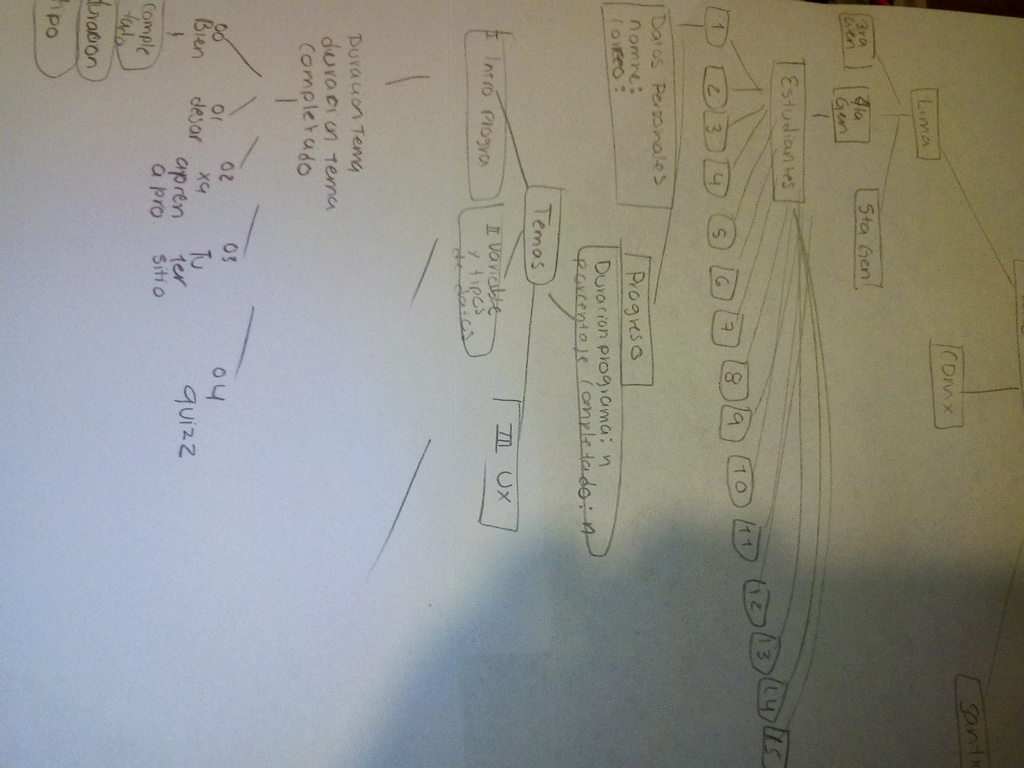 Lima
CDMX
3ra
Gen
4ta
Gen
5ta Gen
Estudiantes
1 2 3 4 5 6 7 8 9 10 11 12 13 14 15
Datos Personales
nombre:
correo:
Progreso
Duracion programa: n
porcentaje completado: n
Temas
I Intro progra
II variable
y tipos
de datos
III UX
Duracion Tema
duracion tema
completado
00
Bien
01
dejar
02
xq
apren
a pro
03
Tu
1er
sitio
04
quizz
comple
tado
duracion
tipo